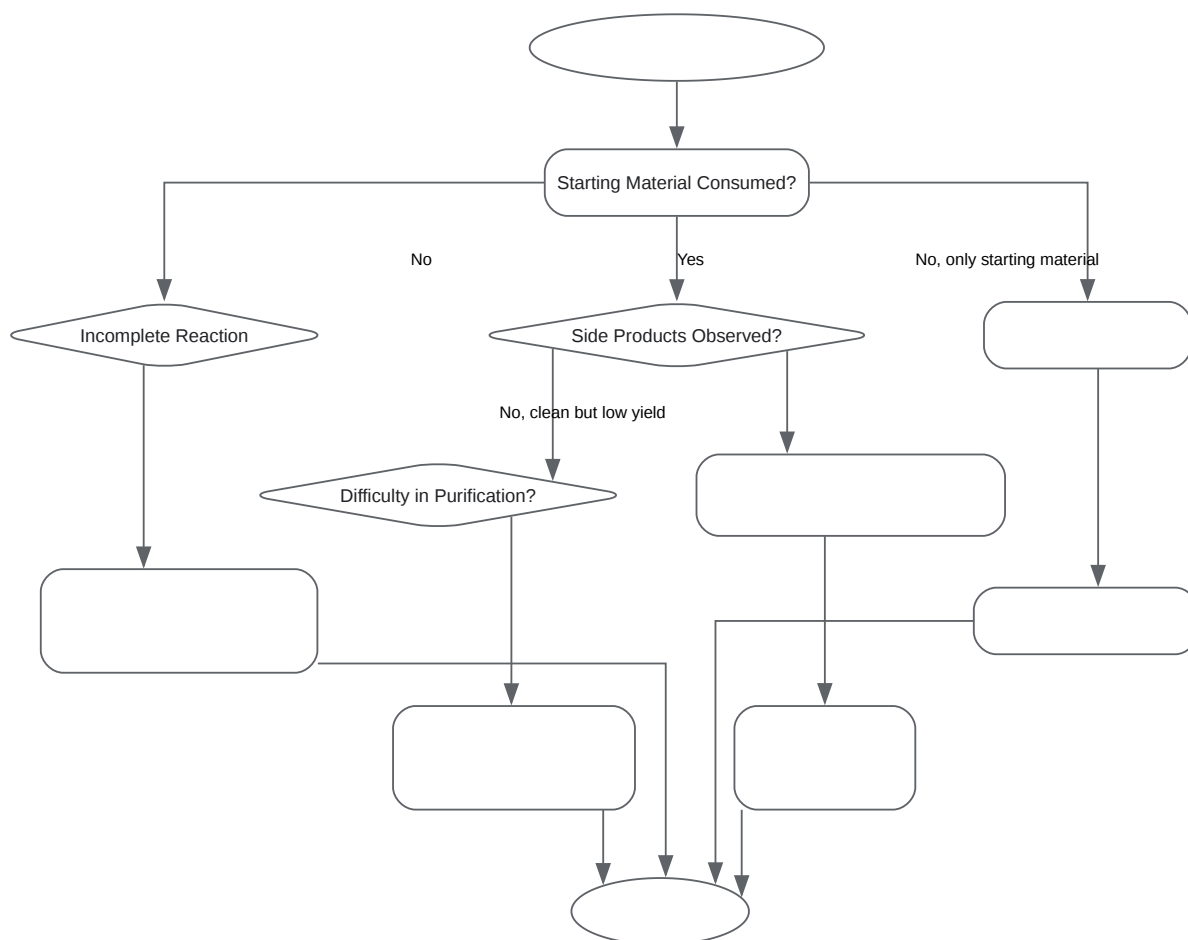 Starting Material Consumed?
No
Yes
No, only starting material
Incomplete Reaction
Side Products Observed?
No, clean but low yield
Difficulty in Purification?